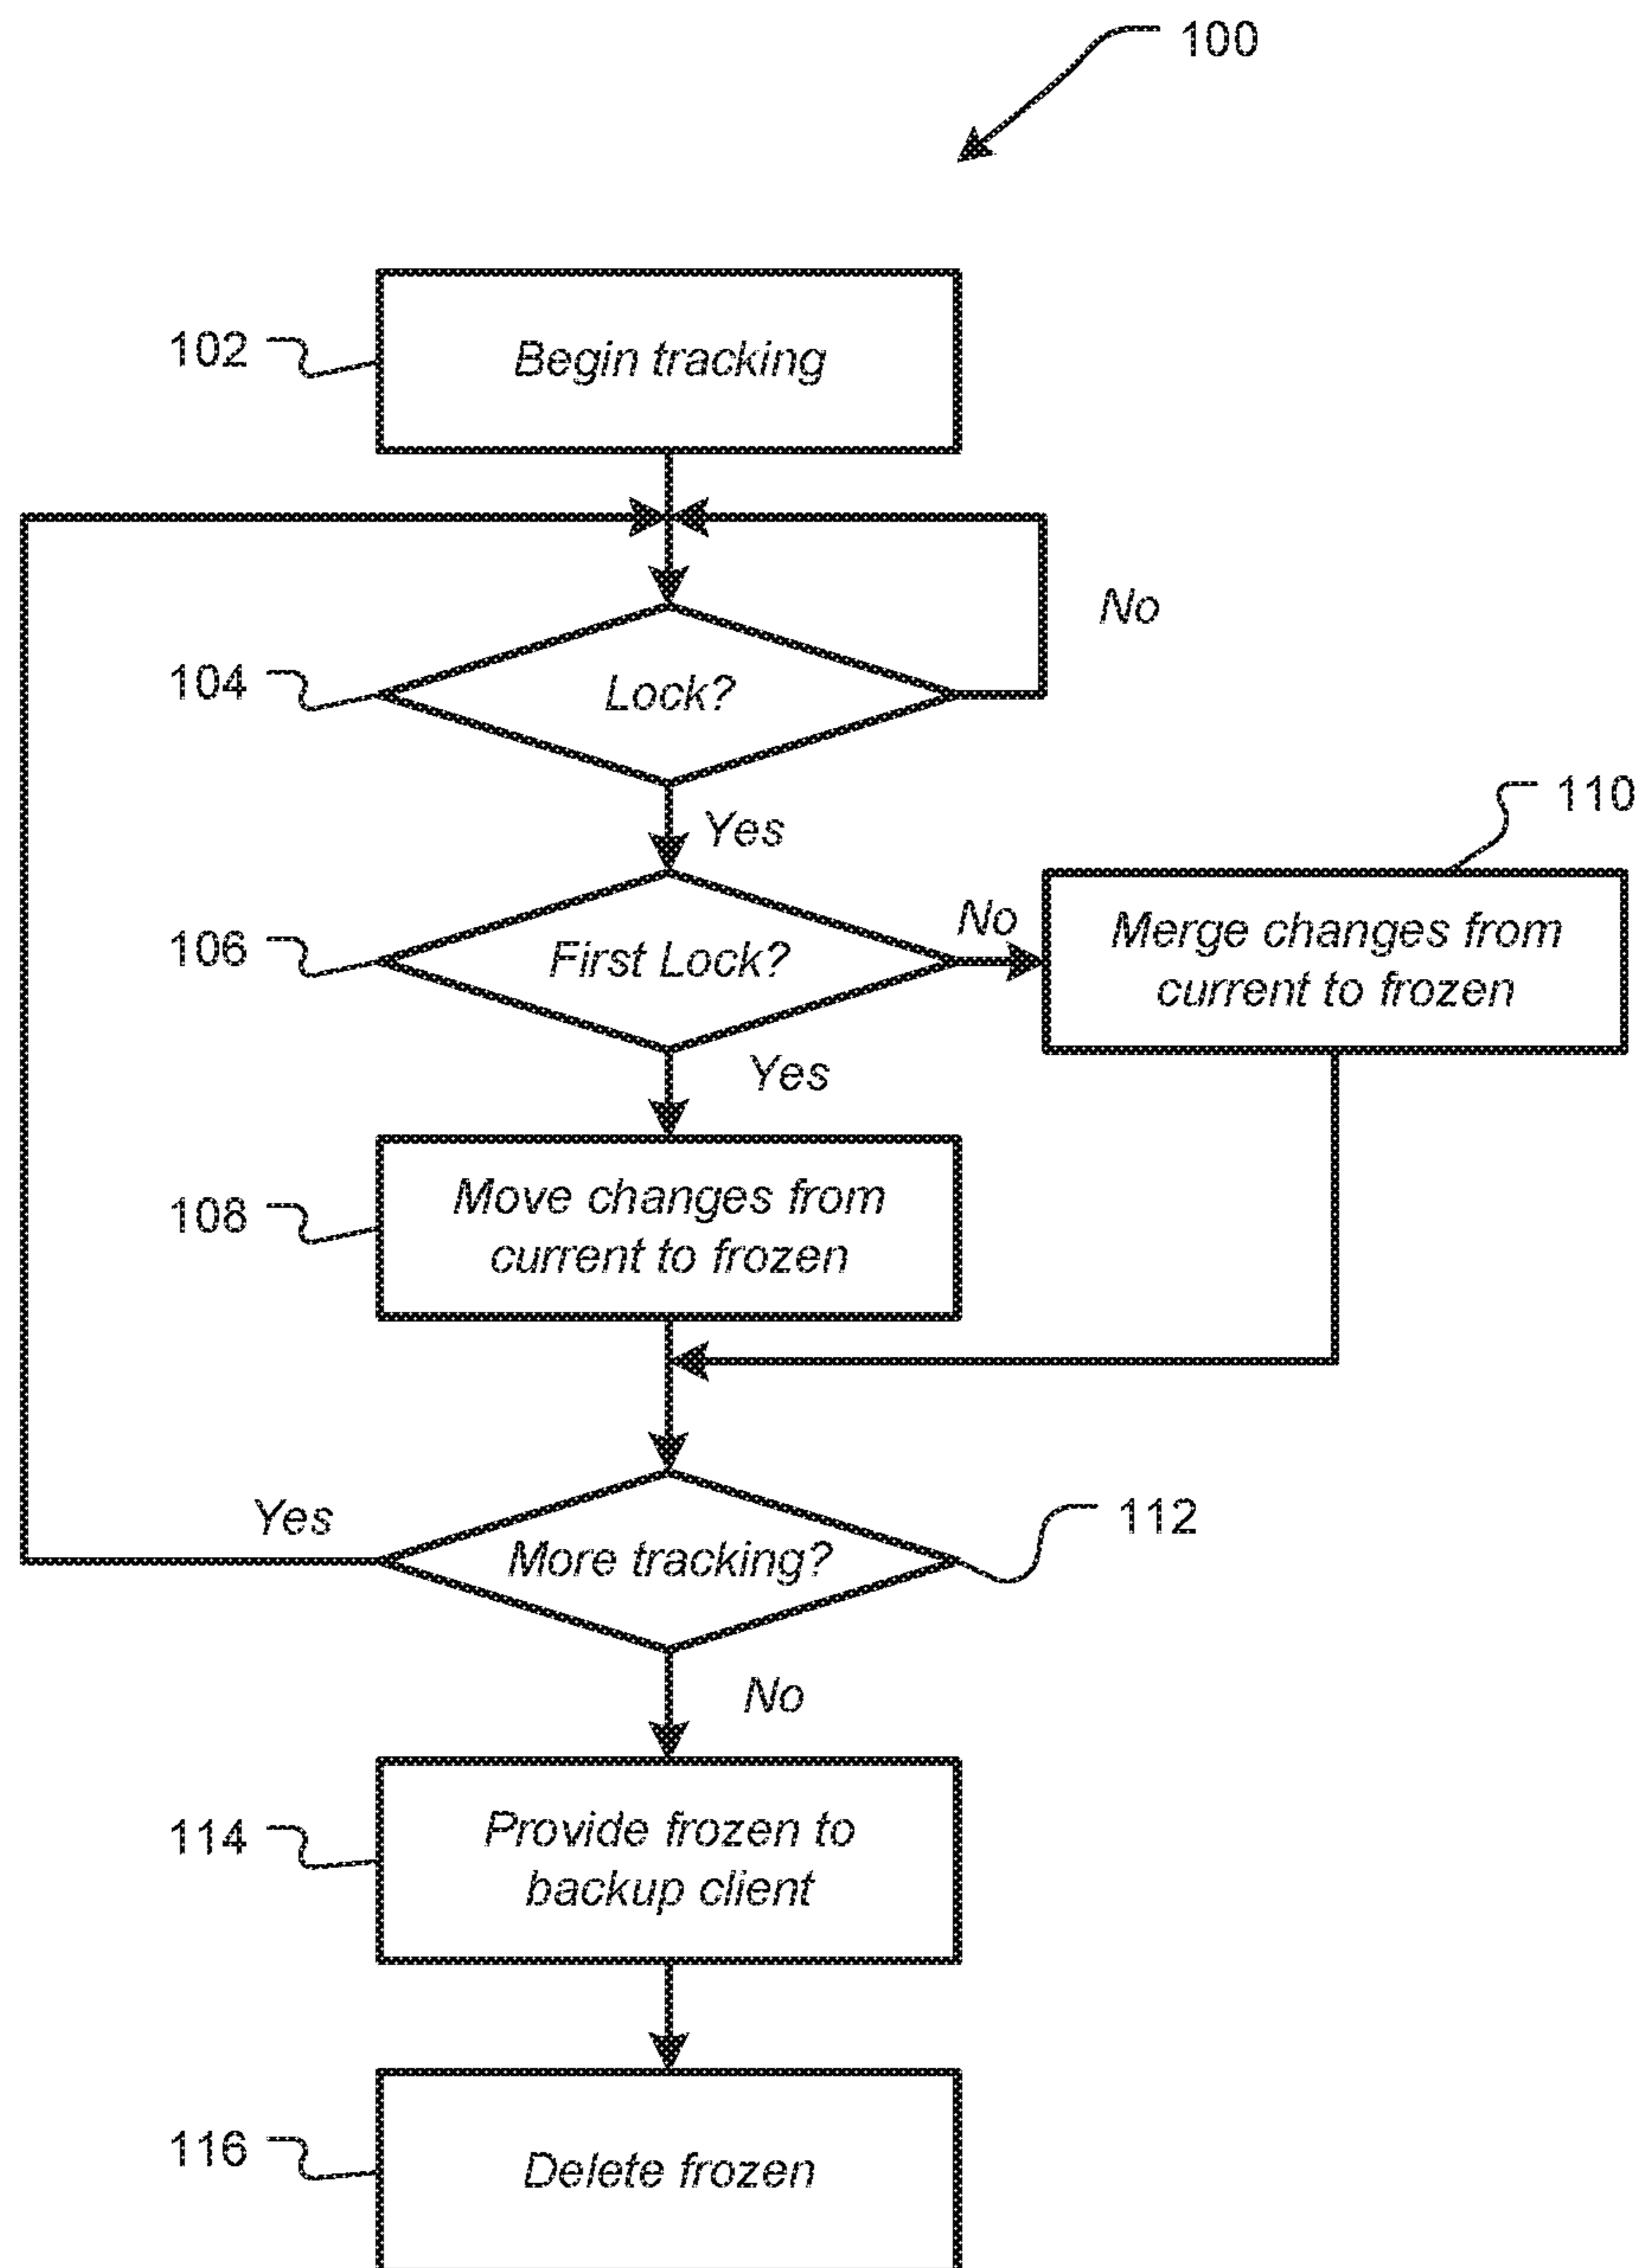 100
102
Begin tracking
No
104
Lock?
Yes
110
106
First Lock?
No
Merge changes from
current to frozen
Yes
108
Move changes from
current to frozen
Yes
More tracking?
112
No
114
Provide frozen to
backup client
116
Delete frozen